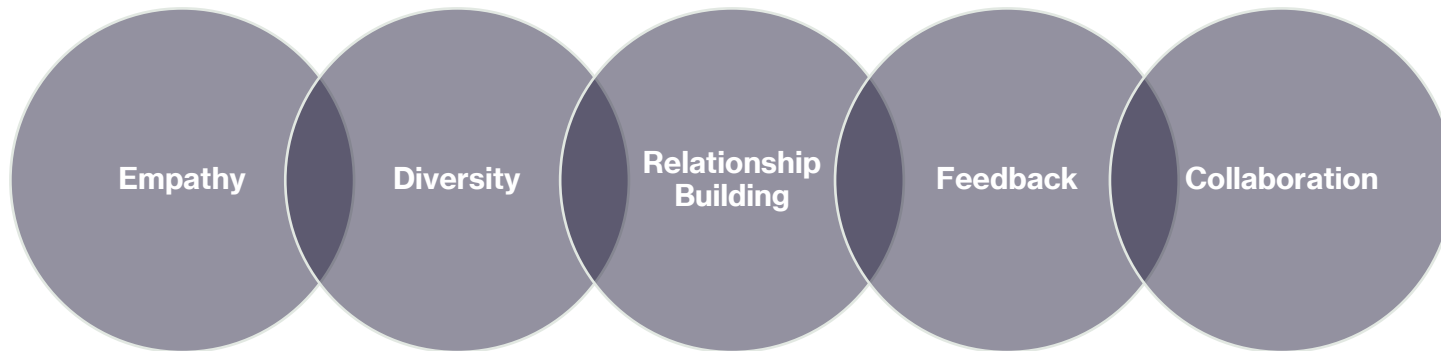 Empathy
Diversity
Relationship
Building
Feedback
Collaboration